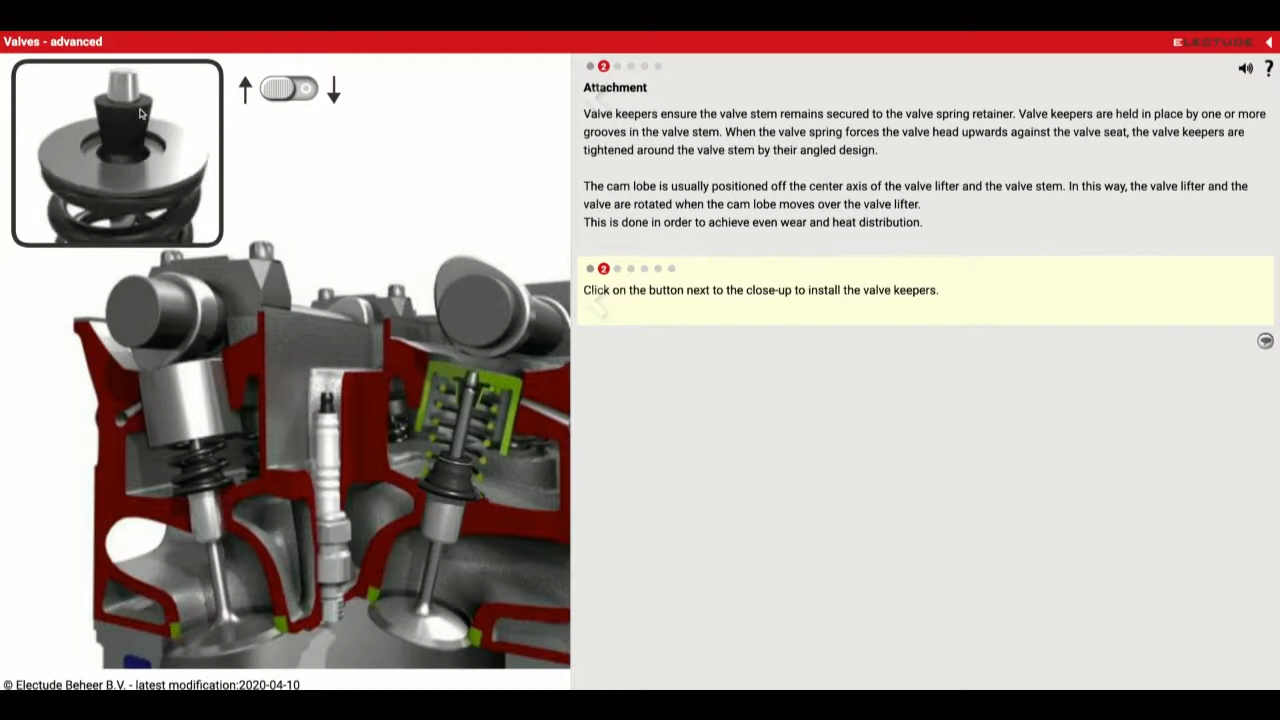 Valves - advanced
ELECTUDE
?
2
Attachment
Valve keepers ensure the valve stem remains secured to the valve spring retainer. Valve keepers are held in place by one or more
grooves in the valve stem. When the valve spring forces the valve head upwards against the valve seat, the valve keepers are
tightened around the valve stem by their angled design.
The cam lobe is usually positioned off the center axis of the valve lifter and the valve stem. In this way, the valve lifter and the
valve are rotated when the cam lobe moves over the valve lifter.
This is done in order to achieve even wear and heat distribution.
2
Click on the button next to the close-up to install the valve keepers.
© Electude Beheer B.V. - latest modification:2020-04-10